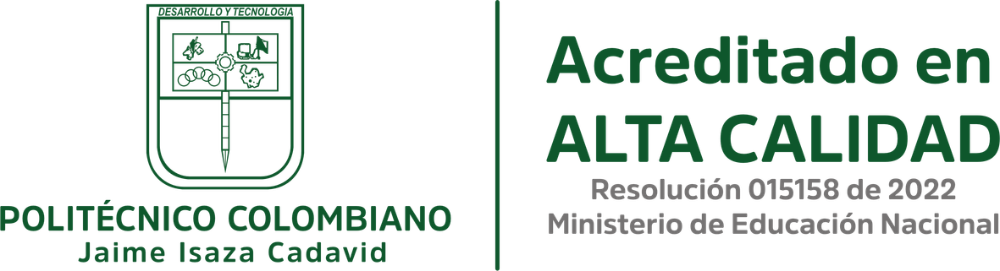 DESARROLLO Y TECNOLOGIA
POLITÉCNICO COLOMBIANO
Jaime Isaza Cadavid
Acreditado en
ALTA CALIDAD
Resolución 015158 de 2022
Ministerio de Educación Nacional